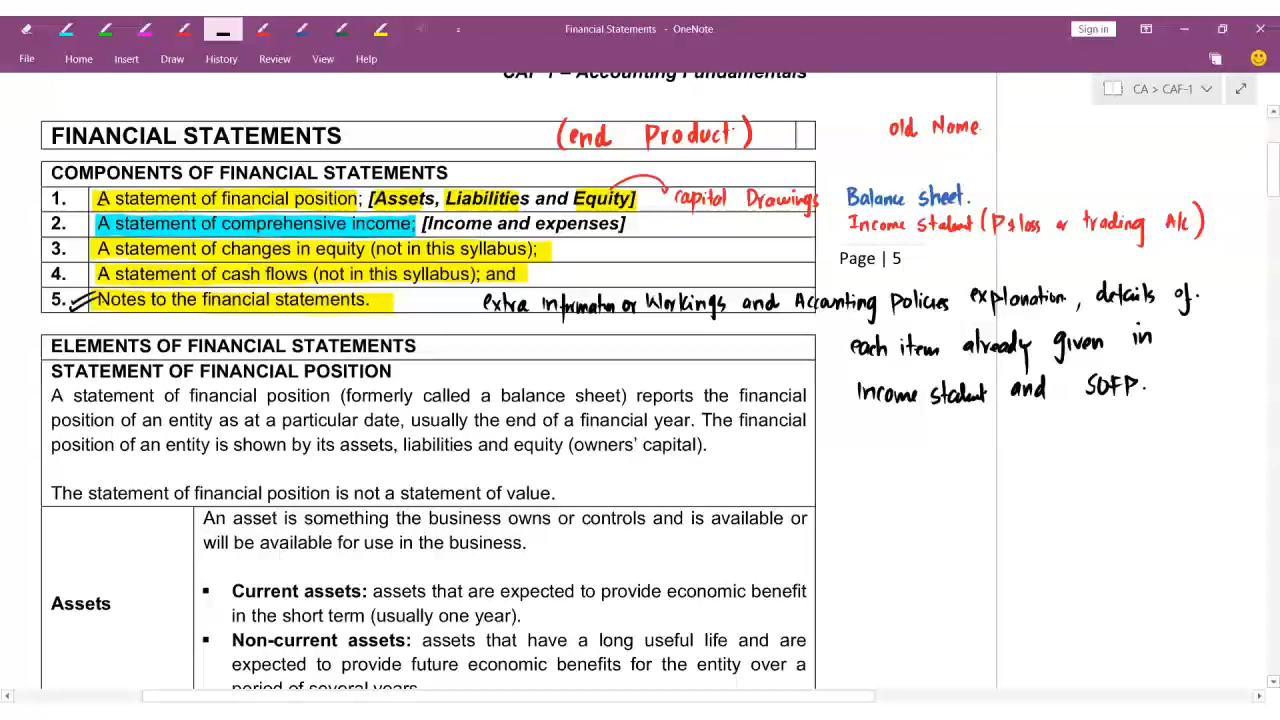 Financial Statements - OneNote
Sign in
File Home Insert Draw History Review View Help
CAF 1 – Accounting Fundamentals
CA > CAF-1
FINANCIAL STATEMENTS (end Product) old Name
COMPONENTS OF FINANCIAL STATEMENTS
1. A statement of financial position; [Assets, Liabilities and Equity] capital Drawings Balance sheet.
2. A statement of comprehensive income; [Income and expenses] Income (P & loss or trading A/c)
3. A statement of changes in equity (not in this syllabus);
Page | 5
4. A statement of cash flows (not in this syllabus); and
5. Notes to the financial statements. extra information or Workings and Accounting policies explanation, details of
each item already given in
Income and SOFP.
ELEMENTS OF FINANCIAL STATEMENTS
STATEMENT OF FINANCIAL POSITION
A statement of financial position (formerly called a balance sheet) reports the financial
position of an entity as at a particular date, usually the end of a financial year. The financial
position of an entity is shown by its assets, liabilities and equity (owners' capital).
The statement of financial position is not a statement of value.
An asset is something the business owns or controls and is available or
will be available for use in the business.
Assets
▪ Current assets: assets that are expected to provide economic benefit
in the short term (usually one year).
▪ Non-current assets: assets that have a long useful life and are
expected to provide future economic benefits for the entity over a
period of several years.